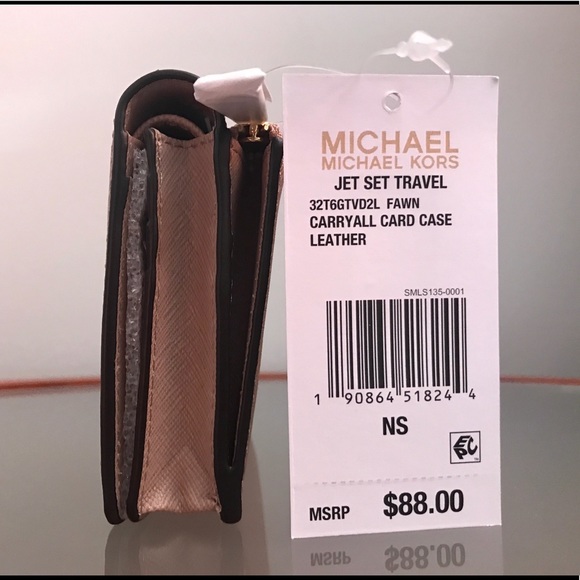 MICHAEL
MICHAEL KORS
JET SET TRAVEL
32T6GTVD2L FAWN
CARRYALL CARD CASE
LEATHER
SMLS135-0001
1 90864 51824 4
NS
EPC
MSRP $88.00